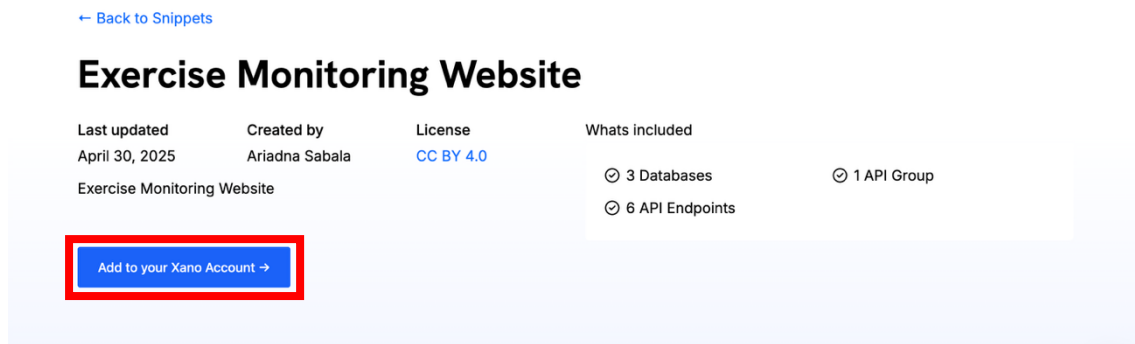 ← Back to Snippets
Exercise Monitoring Website
Last updated
April 30, 2025
Created by
Ariadna Sabala
License
CC BY 4.0
Exercise Monitoring Website
Whats included
3 Databases
1 API Group
6 API Endpoints
Add to your Xano Account →